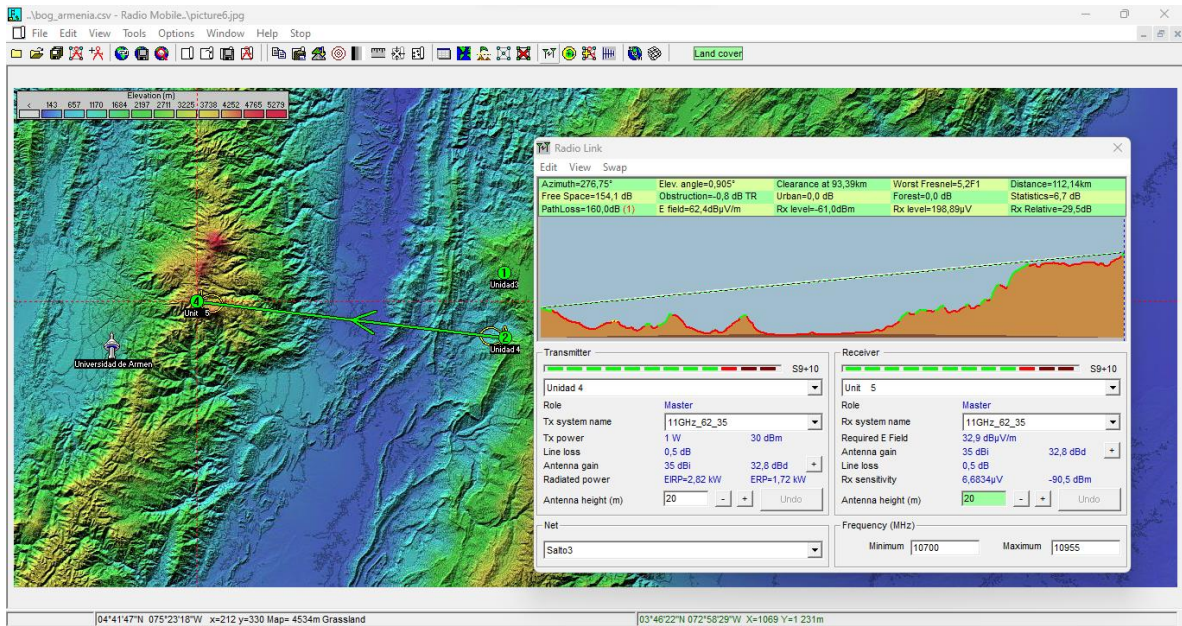 ..\bog_armenia.csv - Radio Mobile..\picture6.jpg
File Edit View Tools Options Window Help Stop
Land cover
Elevation (m)
< 143 657 1170 1684 2197 2711 3225 3738 4252 4765 5279
1
Unidad3
4
Unit 5
2
Unidad 4
Universidad de Armen
Radio Link
Edit View Swap
Azimuth=276,75° Elev. angle=0,905° Clearance at 93,39km Worst Fresnel=5,2F1 Distance=112,14km
Free Space=154,1 dB Obstruction=-0,8 dB TR Urban=0,0 dB Forest=0,0 dB Statistics=6,7 dB
PathLoss=160,0dB (1) E field=62,4dBµV/m Rx level=-61,0dBm Rx level=198,89µV Rx Relative=29,5dB
Transmitter
S9+10
Unidad 4
Role Master
Tx system name 11GHz_62_35
Tx power 1 W 30 dBm
Line loss 0,5 dB
Antenna gain 35 dBi 32,8 dBd +
Radiated power EIRP=2,82 kW ERP=1,72 kW
Antenna height (m) 20 - + Undo
Net
Salto3
Receiver
S9+10
Unit 5
Role Master
Rx system name 11GHz_62_35
Required E Field 32,9 dBµV/m
Antenna gain 35 dBi 32,8 dBd +
Line loss 0,5 dB
Rx sensitivity 6,6834µV -90,5 dBm
Antenna height (m) 20 - + Undo
Frequency (MHz)
Minimum 10700 Maximum 10955
04°41'47"N 075°23'18"W x=212 y=330 Map= 4534m Grassland
03°46'22"N 072°58'29"W X=1069 Y=1 231m